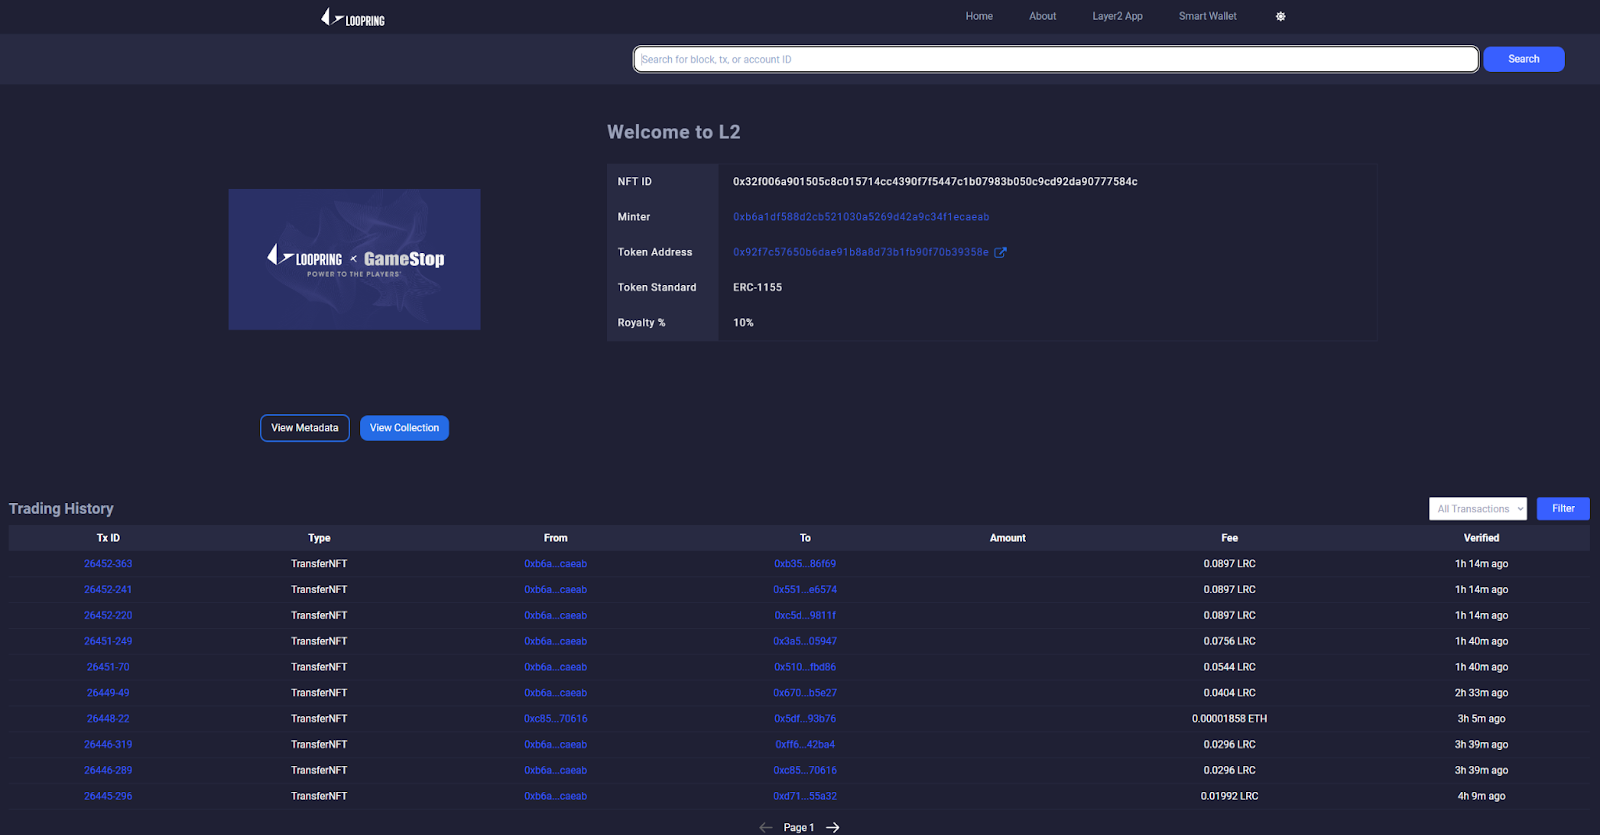 LOOPRING Home About Layer2 App Smart Wallet
Search for block, tx, or account ID Search
Welcome to L2
NFT ID 0x32f006a901505c8c015714cc4390f7f5447c1b07983b050c9cd92da90777584c
Minter 0xb6a1df588d2cb521030a5269d42a9c34f1ecaeab
Token Address 0x92f7c57650b6dae91b8a8d73b1fb90f70b39358e
Token Standard ERC-1155
Royalty % 10%
LOOPRING × GameStop
POWER TO THE PLAYERS
View Metadata View Collection
Trading History All Transactions Filter
Tx ID Type From To Amount Fee Verified
26452-363 TransferNFT 0xb6a...caeab 0xb35...86f69 0.0897 LRC 1h 14m ago
26452-241 TransferNFT 0xb6a...caeab 0x551...e6574 0.0897 LRC 1h 14m ago
26452-220 TransferNFT 0xb6a...caeab 0xc5d...9811f 0.0897 LRC 1h 14m ago
26451-249 TransferNFT 0xb6a...caeab 0x3a5...05947 0.0756 LRC 1h 40m ago
26451-70 TransferNFT 0xb6a...caeab 0x510...fbd86 0.0544 LRC 1h 40m ago
26449-49 TransferNFT 0xb6a...caeab 0x670...b5e27 0.0404 LRC 2h 33m ago
26448-22 TransferNFT 0xc85...70616 0x5df...93b76 0.00001858 ETH 3h 5m ago
26446-319 TransferNFT 0xb6a...caeab 0xff6...42ba4 0.0296 LRC 3h 39m ago
26446-289 TransferNFT 0xb6a...caeab 0xc85...70616 0.0296 LRC 3h 39m ago
26445-296 TransferNFT 0xb6a...caeab 0xd71...55a32 0.01992 LRC 4h 9m ago
Page 1